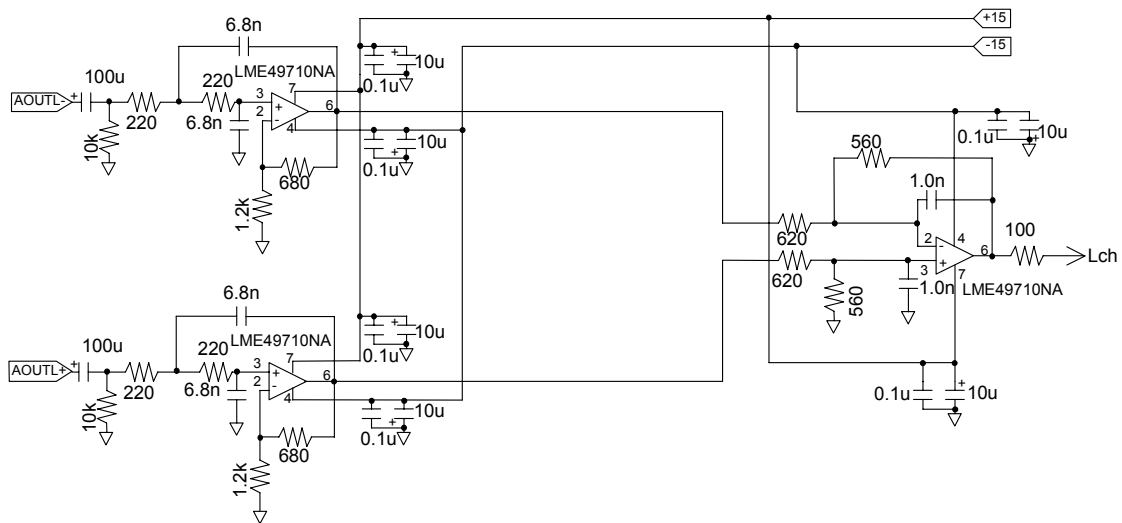 +15
-15
6.8n
10u
0.1u
LME49710NA
100u
220
7
3
2
6
4
AOUTL-
220
6.8n
10k
10u
0.1u
680
1.2k
0.1u
10u
560
1.0n
620
2
4
6
100
Lch
3
7
620
1.0n
LME49710NA
560
6.8n
10u
0.1u
LME49710NA
100u
220
7
3
2
6
4
AOUTL+
220
6.8n
10k
10u
0.1u
680
1.2k
0.1u
10u
+
+
+
+
+
+
+
+
+
-
+
-
-
+